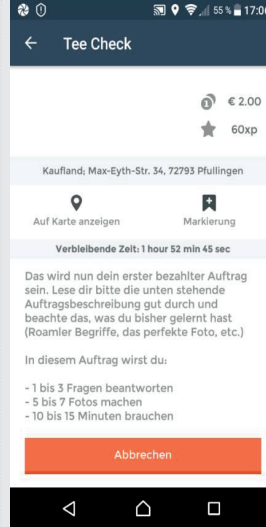 55 % 17:06
Tee Check
€ 2.00
60xp
Kaufland; Max-Eyth-Str. 34, 72793 Pfullingen
Auf Karte anzeigen Markierung
Verbleibende Zeit: 1 hour 52 min 45 sec
Das wird nun dein erster bezahlter Auftrag
sein. Lese dir bitte die unten stehende
Auftragsbeschreibung gut durch und
beachte das, was du bisher gelernt hast
(Roamler Begriffe, das perfekte Foto, etc.)
In diesem Auftrag wirst du:
- 1 bis 3 Fragen beantworten
- 5 bis 7 Fotos machen
- 10 bis 15 Minuten brauchen
Abbrechen